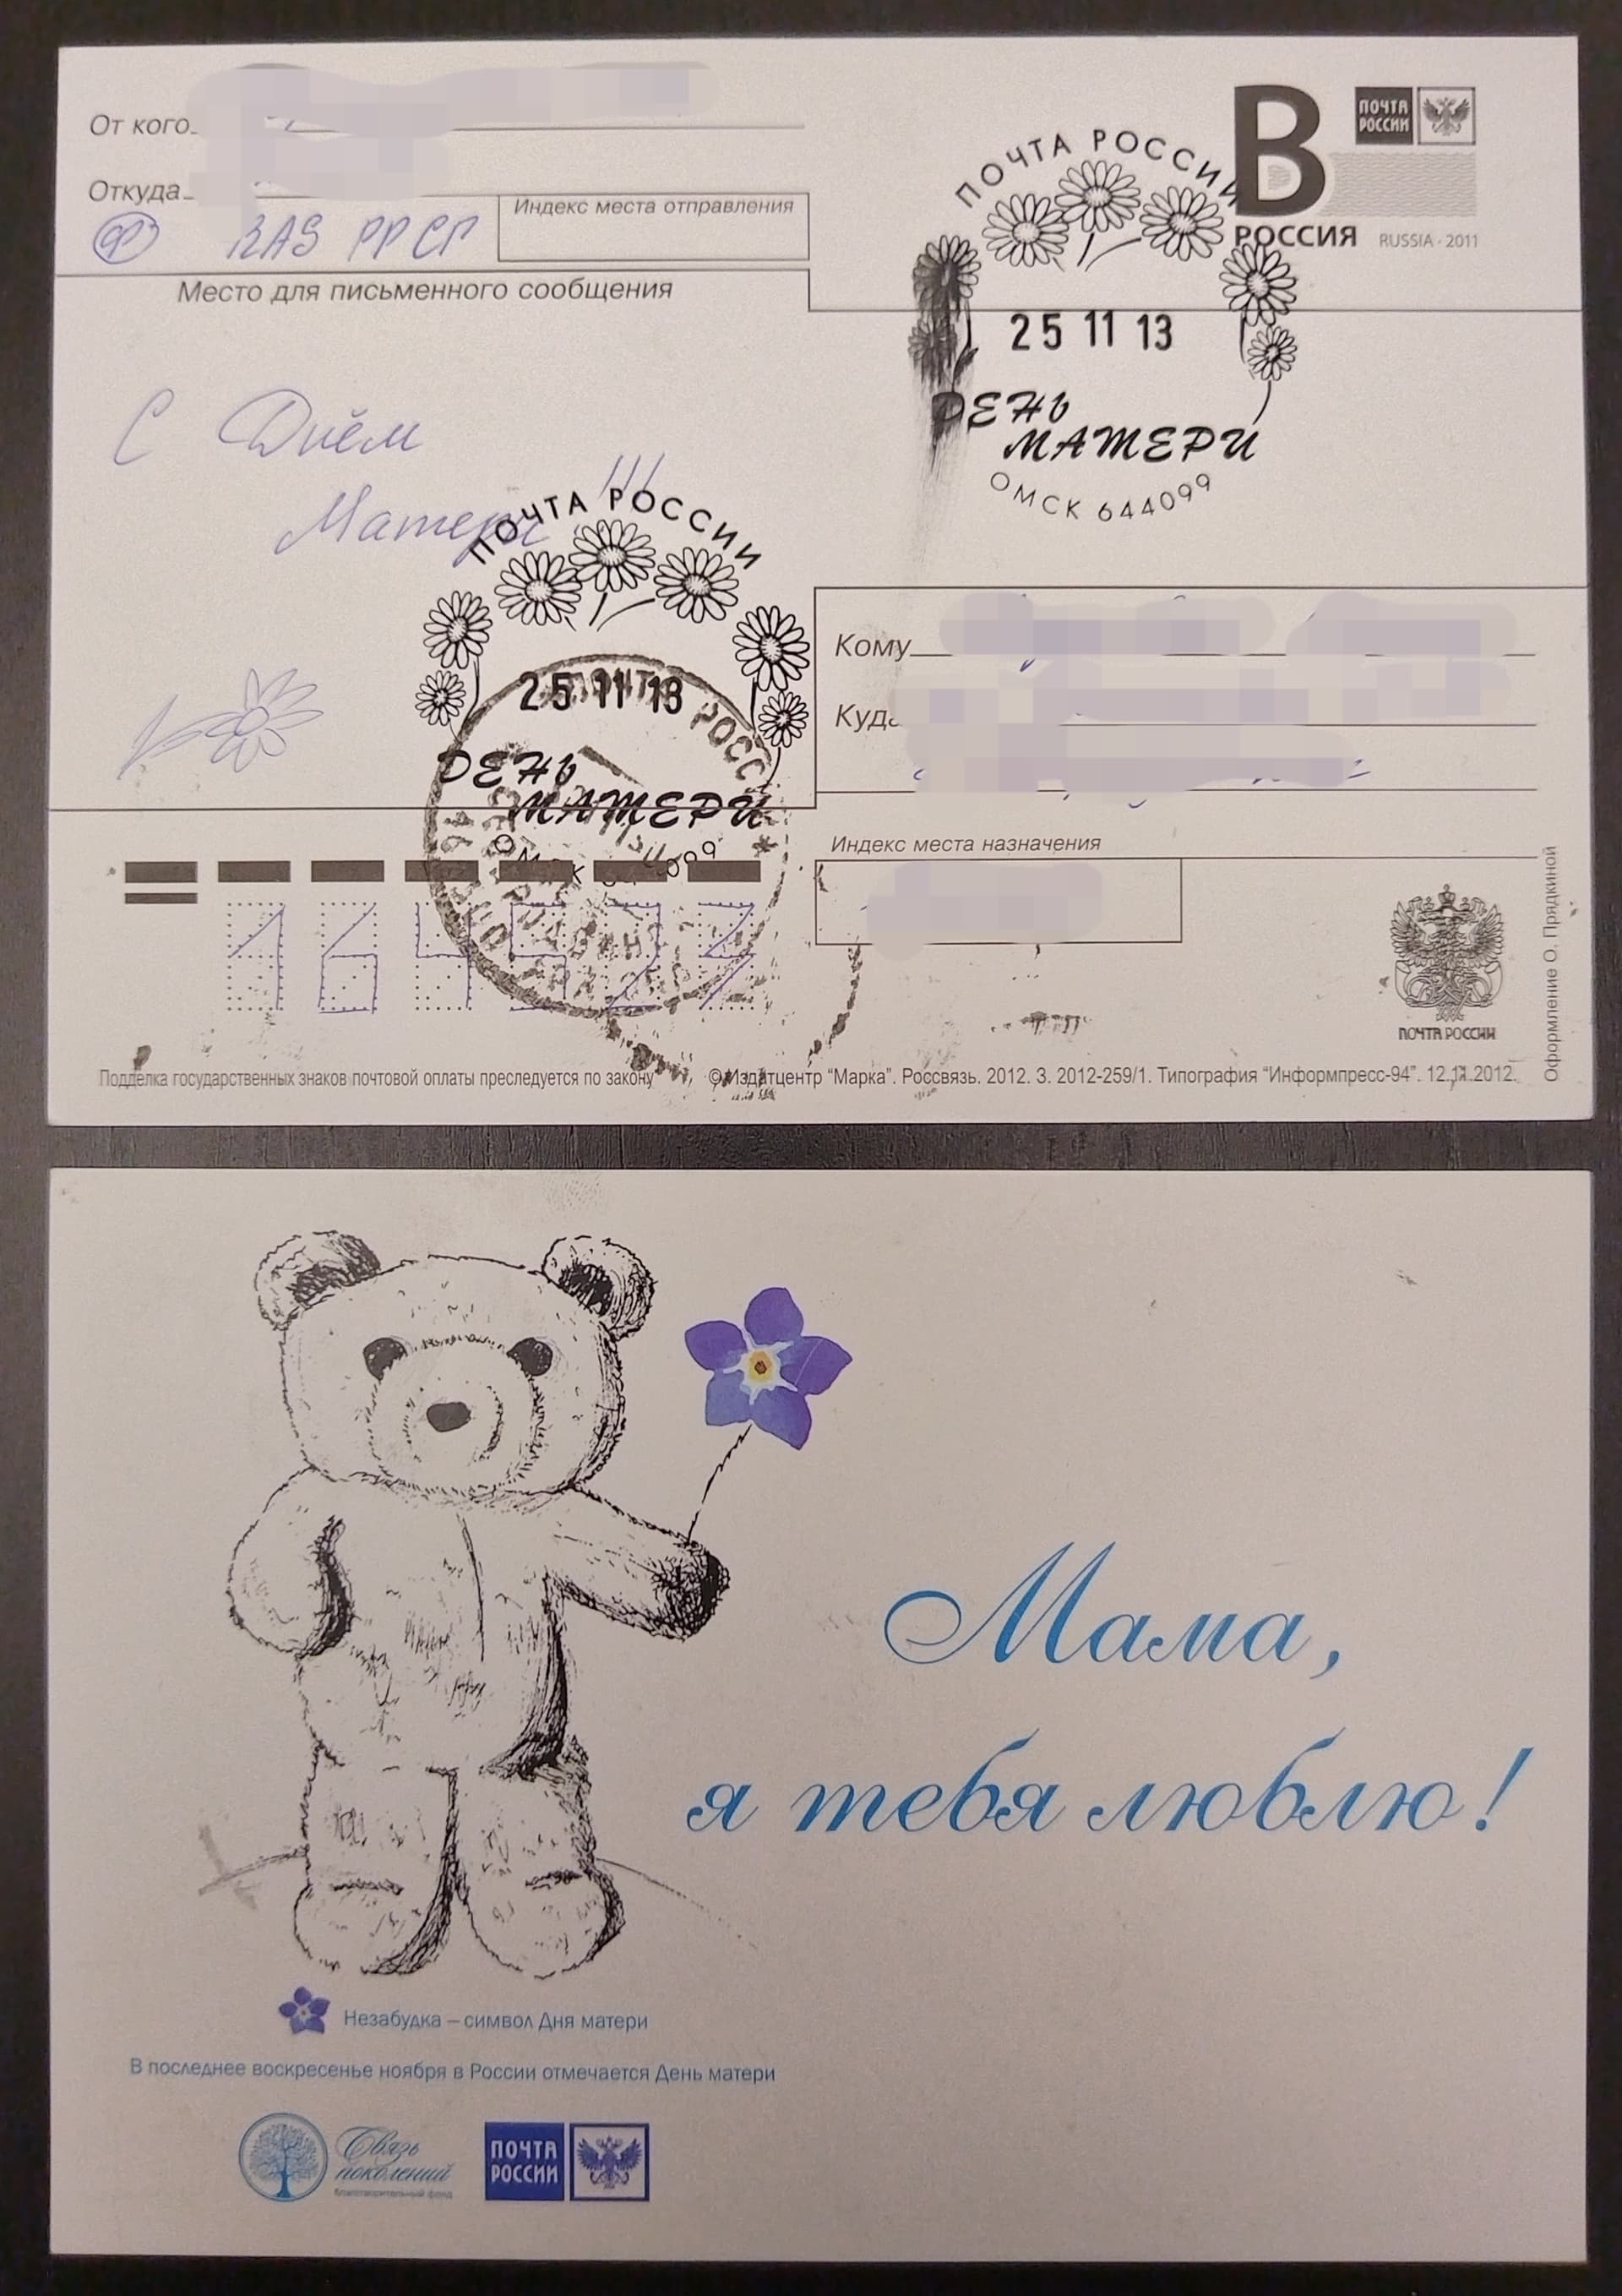 От кого
Откуда
Индекс места отправления
RAS РРСП
Место для письменного сообщения
С Днём
Матери !!!
ПОЧТА РОССИИ
В
РОССИЯ RUSSIA · 2011
ПОЧТА РОССИИ
25 11 13
ДЕНЬ
МАТЕРИ
ОМСК 644099
ПОЧТА РОССИИ
25 11 13
ДЕНЬ
МАТЕРИ
Кому
Куда
Индекс места назначения
ПОЧТА РОССИИ
Оформление О. Прядкиной
Подделка государственных знаков почтовой оплаты преследуется по закону
© Издатцентр "Марка". Россвязь. 2012. З. 2012-259/1. Типография "Информпресс-94". 12.11.2012.
Мама,
я тебя люблю!
Незабудка – символ Дня матери
В последнее воскресенье ноября в России отмечается День матери
Связь
поколений
благотворительный фонд
ПОЧТА
РОССИИ